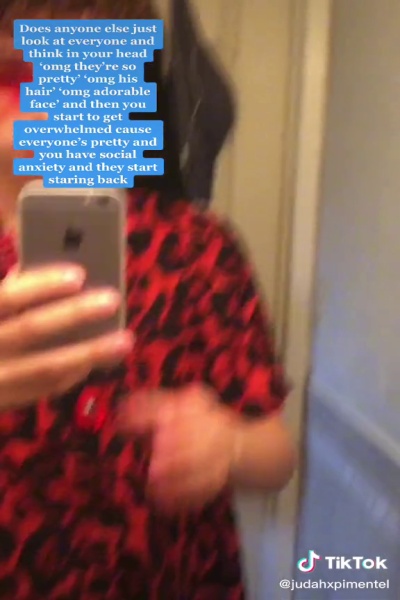 Does anyone else just
look at everyone and
think in your head
‘omg they’re so
pretty’ ‘omg his
hair’ ‘omg adorable
face’ and then you
start to get
overwhelmed cause
everyone’s pretty and
you have social
anxiety and they start
staring back
TikTok
@judahxpimentel